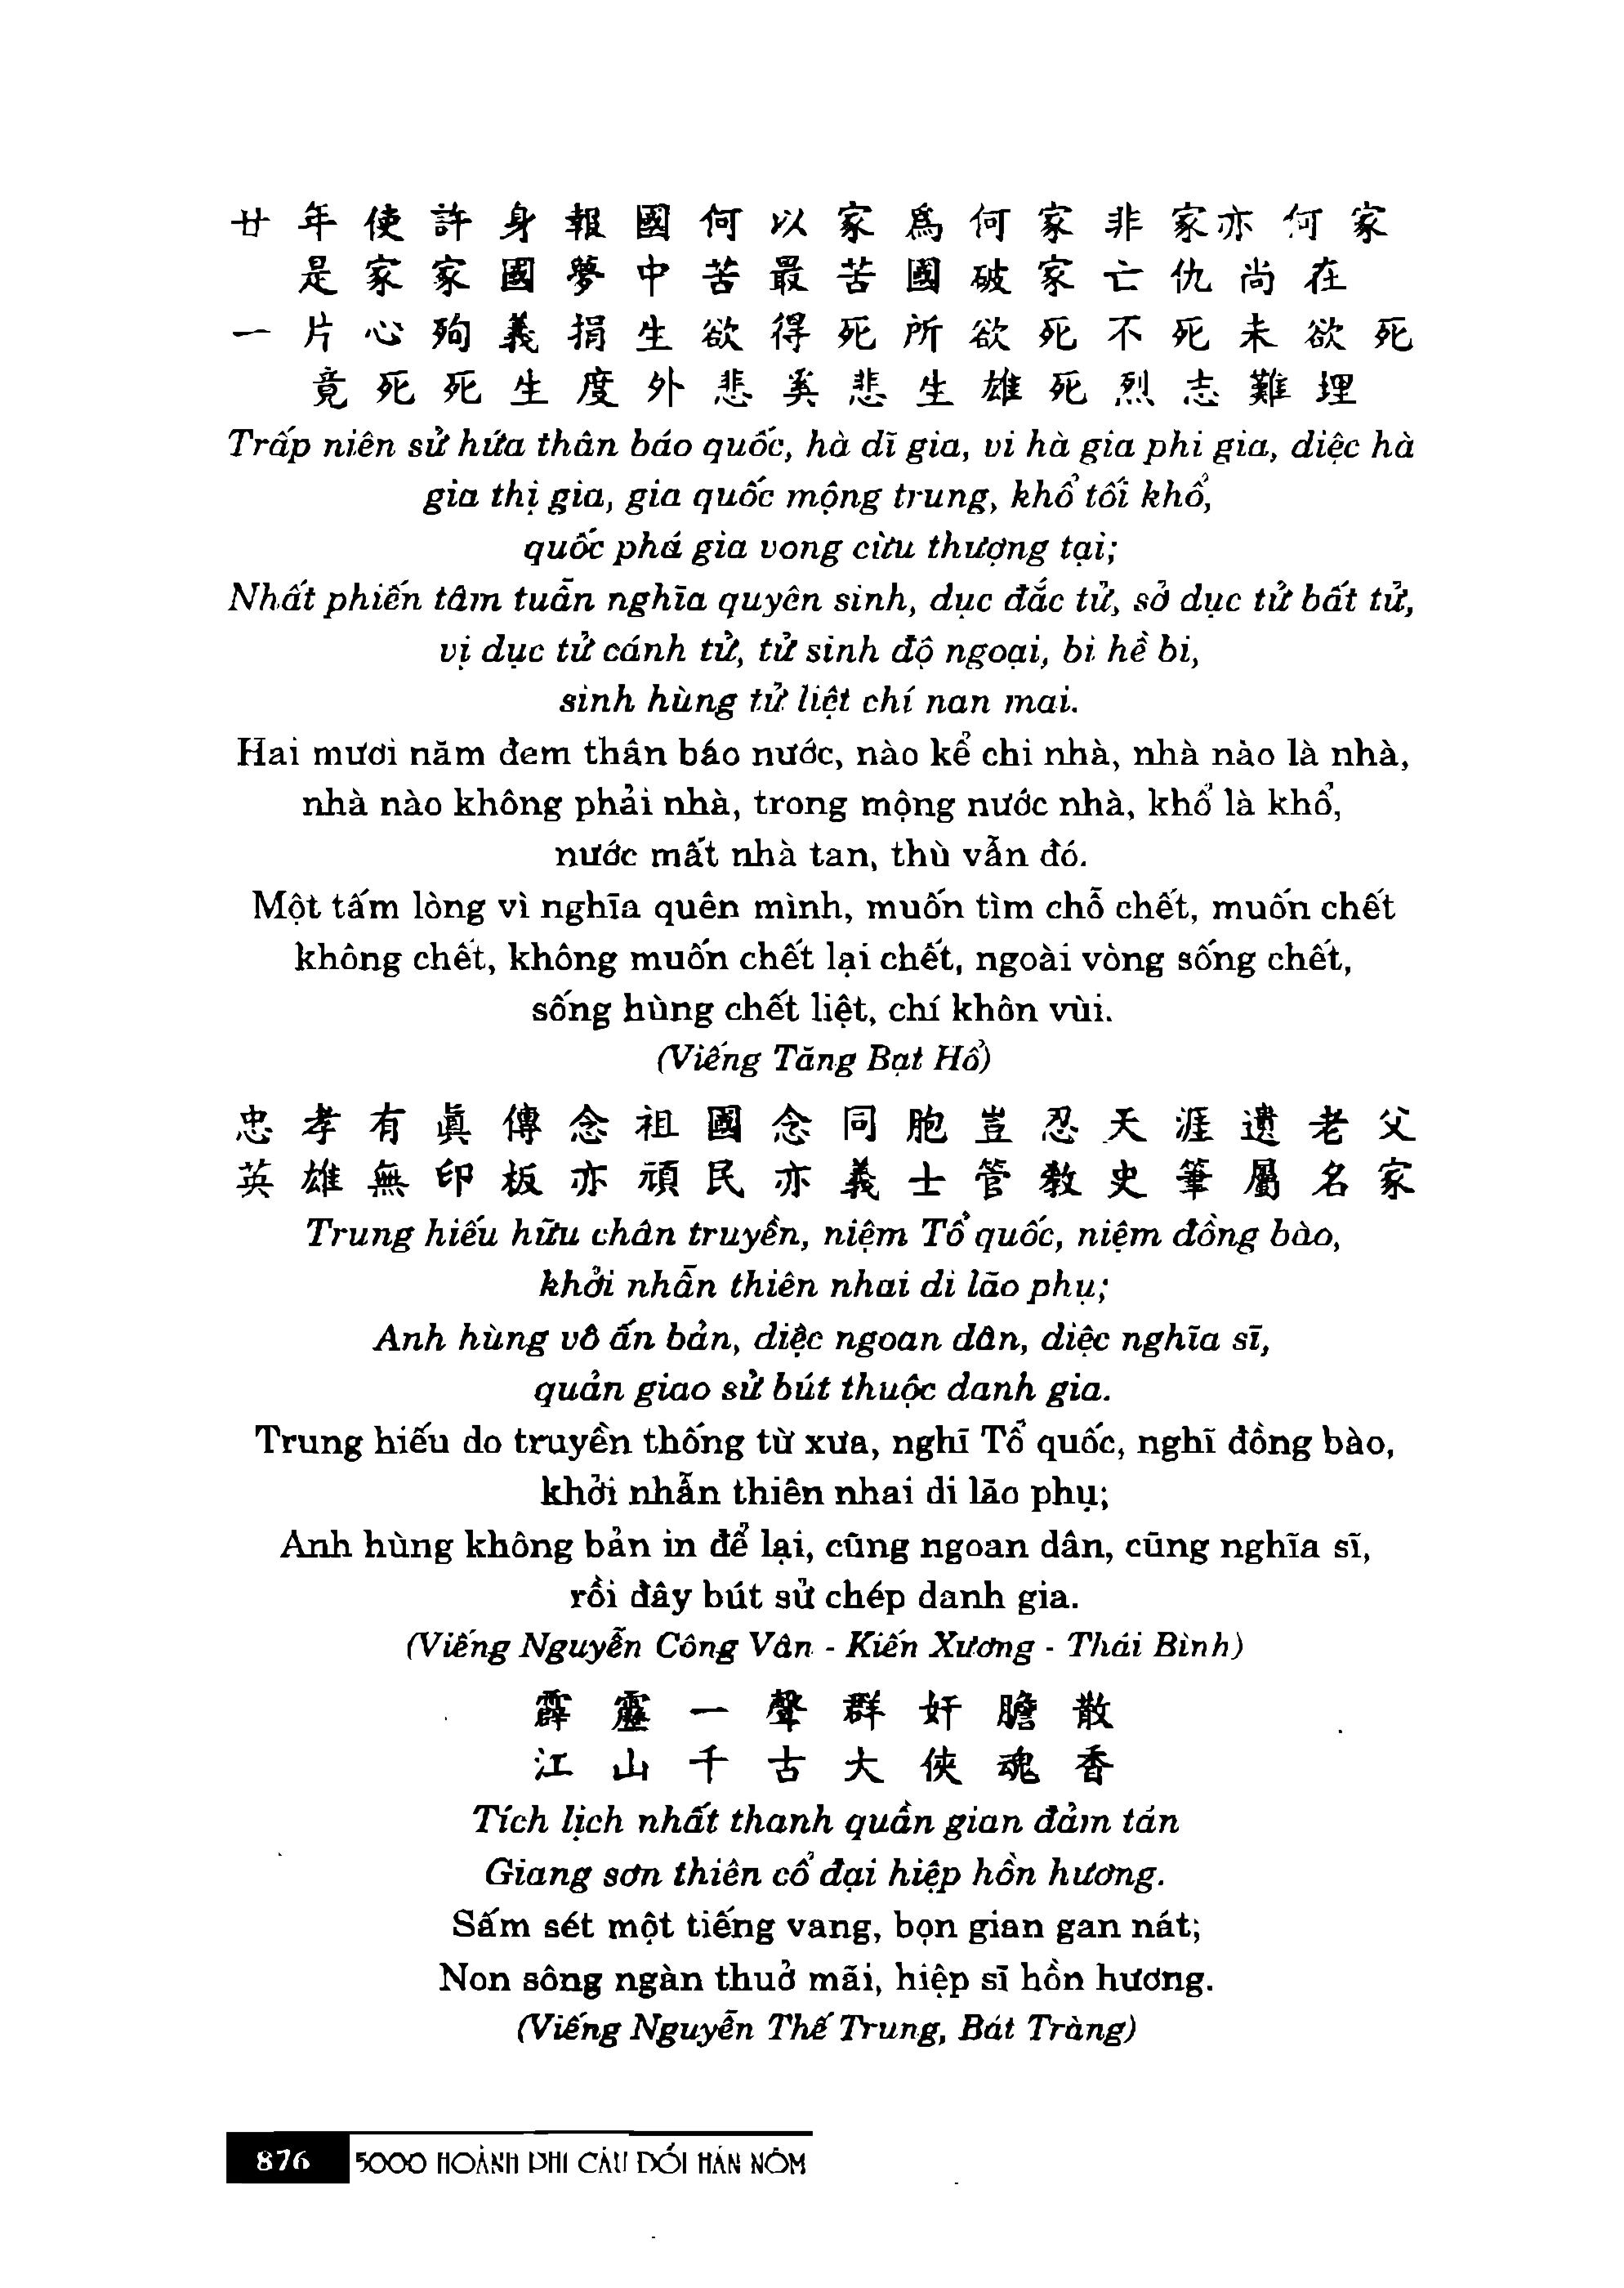 廿年使許身報國何以家爲何家非家亦何家
是家家國夢中苦最苦國破家亡仇尚在
一片心殉義捐生欲得死所欲死不死未欲死
竟死死生度外悲奚悲生雄死烈志難埋
Trấp niên sử hứa thân báo quốc, hà dĩ gia, vi hà gia phi gia, diệc hà
gia thị gia, gia quốc mộng trung, khổ tối khổ,
quốc phá gia vong cừu thượng tại;
Nhất phiến tâm tuẫn nghĩa quyên sinh, dục đắc tử, sở dục tử bất tử,
vị dục tử cánh tử, tử sinh độ ngoại, bi hề bi,
sinh hùng tử liệt chí nan mai.
Hai mươi năm đem thân báo nước, nào kể chi nhà, nhà nào là nhà,
nhà nào không phải nhà, trong mộng nước nhà, khổ là khổ,
nước mất nhà tan, thù vẫn đó.
Một tấm lòng vì nghĩa quên mình, muốn tìm chỗ chết, muốn chết
không chết, không muốn chết lại chết, ngoài vòng sống chết,
sống hùng chết liệt, chí khôn vùi.
(Viếng Tăng Bạt Hổ)
忠孝有眞傳念祖國念同胞豈忍天涯遺老父
英雄無印板亦頑民亦義士管教史筆屬名家
Trung hiếu hữu chân truyền, niệm Tổ quốc, niệm đồng bào,
khởi nhẫn thiên nhai di lão phụ;
Anh hùng vô ấn bản, diệc ngoan dân, diệc nghĩa sĩ,
quản giao sử bút thuộc danh gia.
Trung hiếu do truyền thống từ xưa, nghĩ Tổ quốc, nghĩ đồng bào,
khởi nhẫn thiên nhai di lão phụ;
Anh hùng không bản in để lại, cũng ngoan dân, cũng nghĩa sĩ,
rồi đây bút sử chép danh gia.
(Viếng Nguyễn Công Vân - Kiến Xương - Thái Bình)
霹靂一聲群奸膽散
江山千古大俠魂香
Tích lịch nhất thanh quần gian đảm tán
Giang sơn thiên cổ đại hiệp hồn hương.
Sấm sét một tiếng vang, bọn gian gan nát;
Non sông ngàn thuở mãi, hiệp sĩ hồn hương.
(Viếng Nguyễn Thế Trung, Bát Tràng)
876 5000 HOÀNH PHI CÂU ĐỐI HÁN NÔM